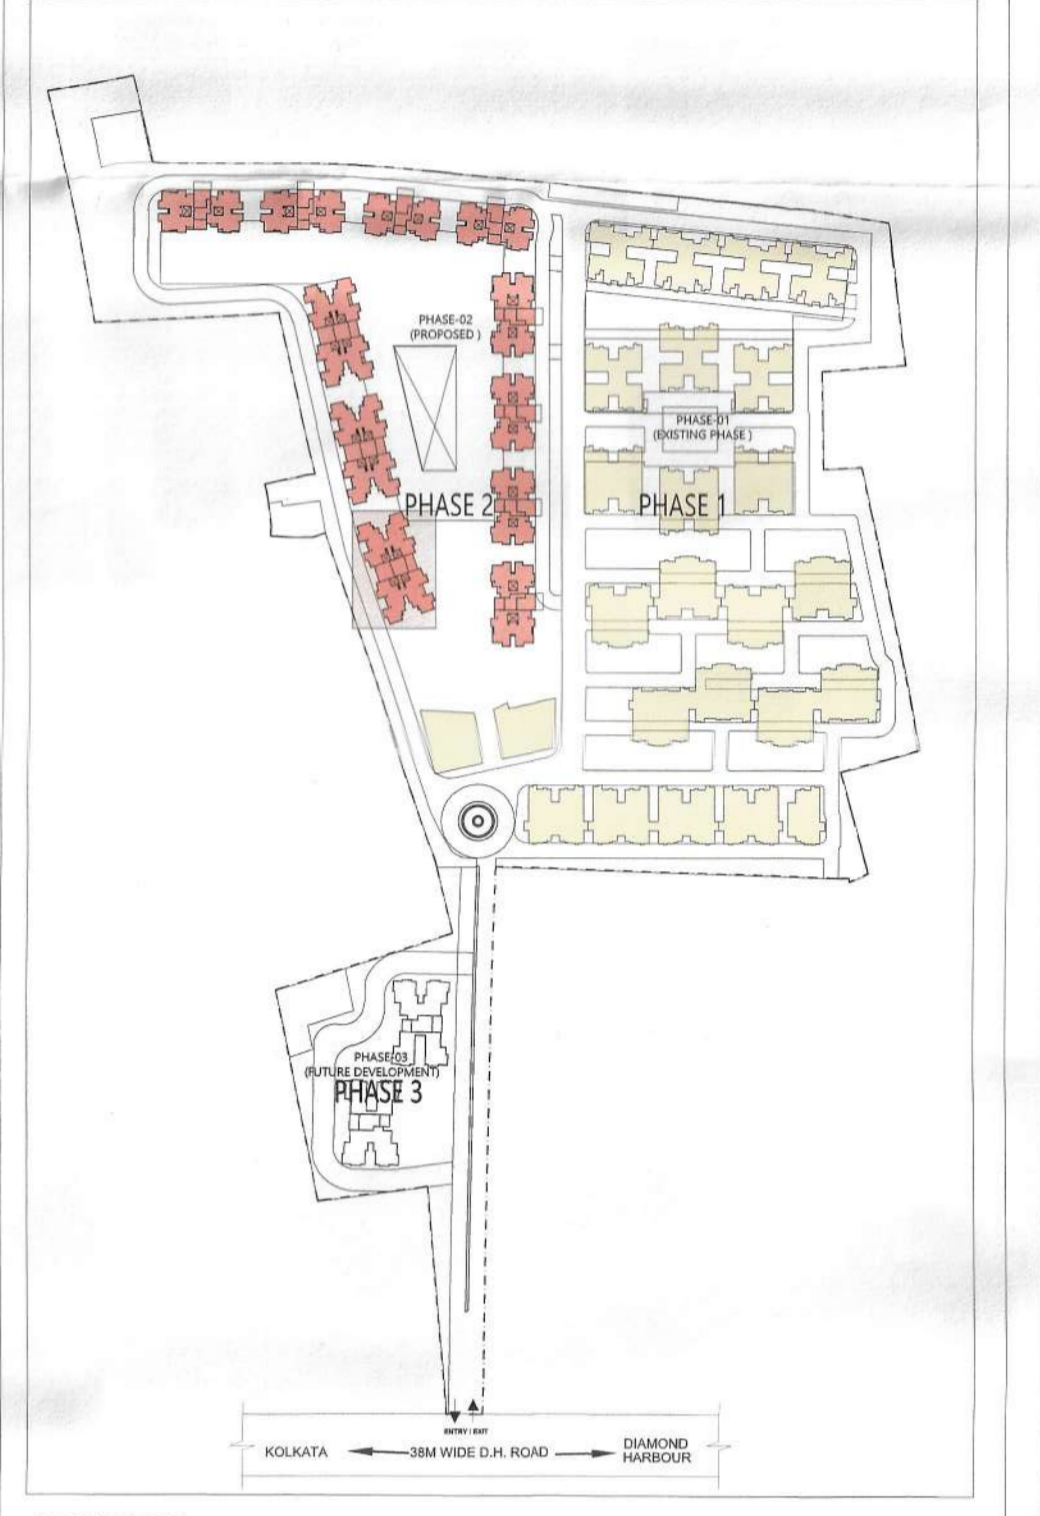 PHASE-02
(PROPOSED )
PHASE-01
(EXISTING PHASE )
PHASE 2
PHASE 1
PHASE-03
(FUTURE DEVELOPMENT)
PHASE 3
ENTRY / EXIT
KOLKATA
38M WIDE D.H. ROAD
DIAMOND
HARBOUR